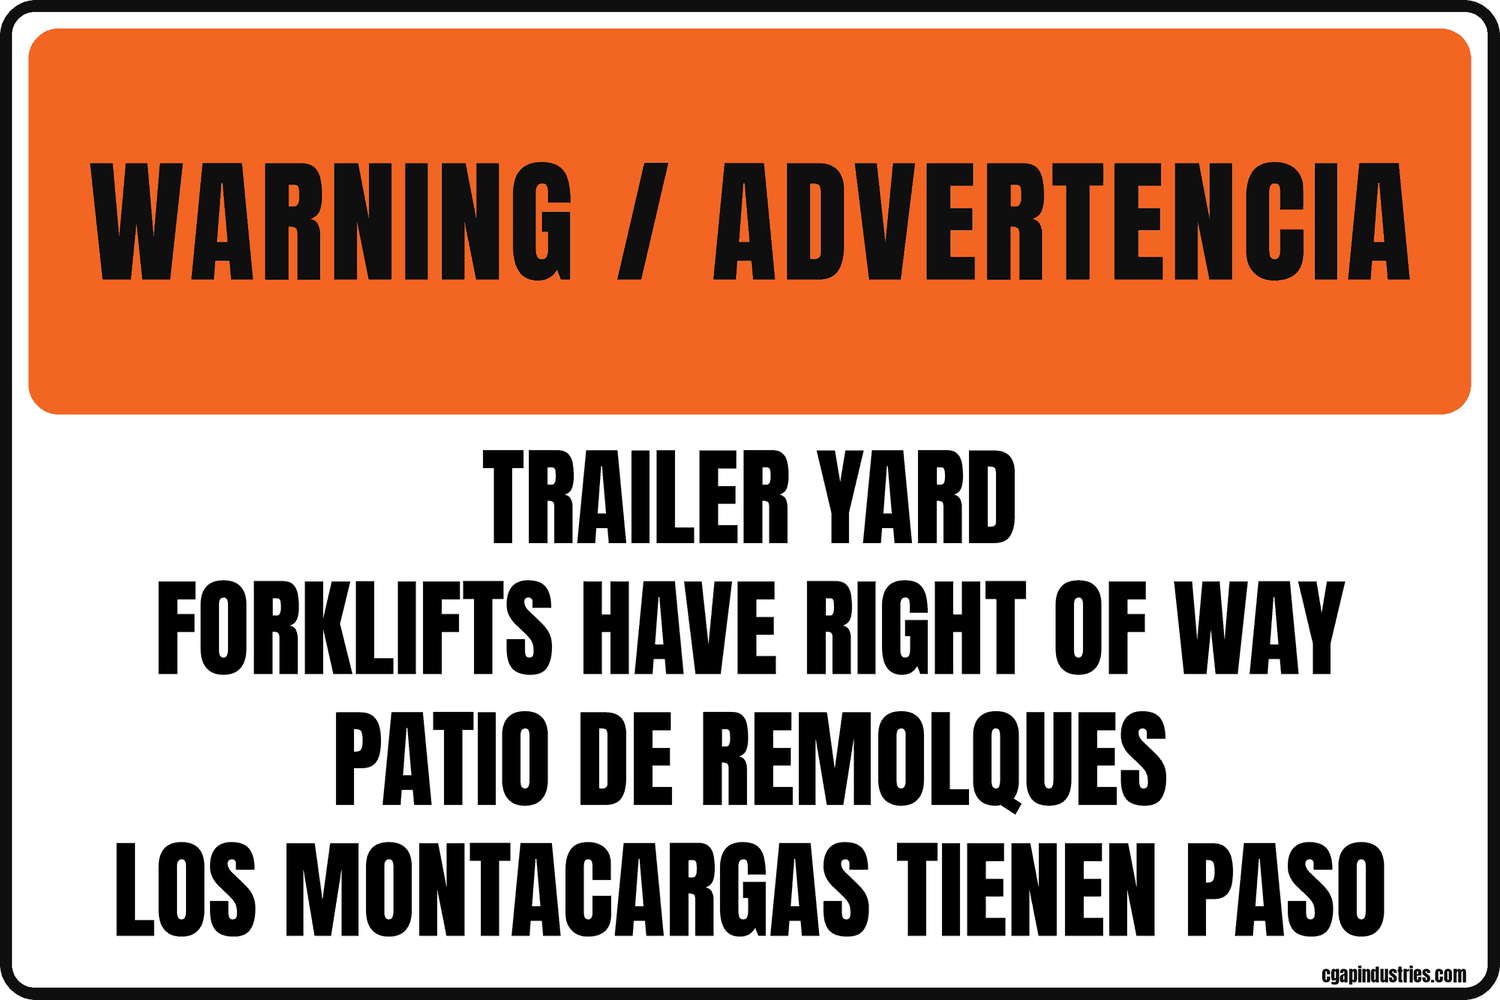 WARNING / ADVERTENCIA
TRAILER YARD
FORKLIFTS HAVE RIGHT OF WAY
PATIO DE REMOLQUES
LOS MONTACARGAS TIENEN PASO
cgapindustries.com